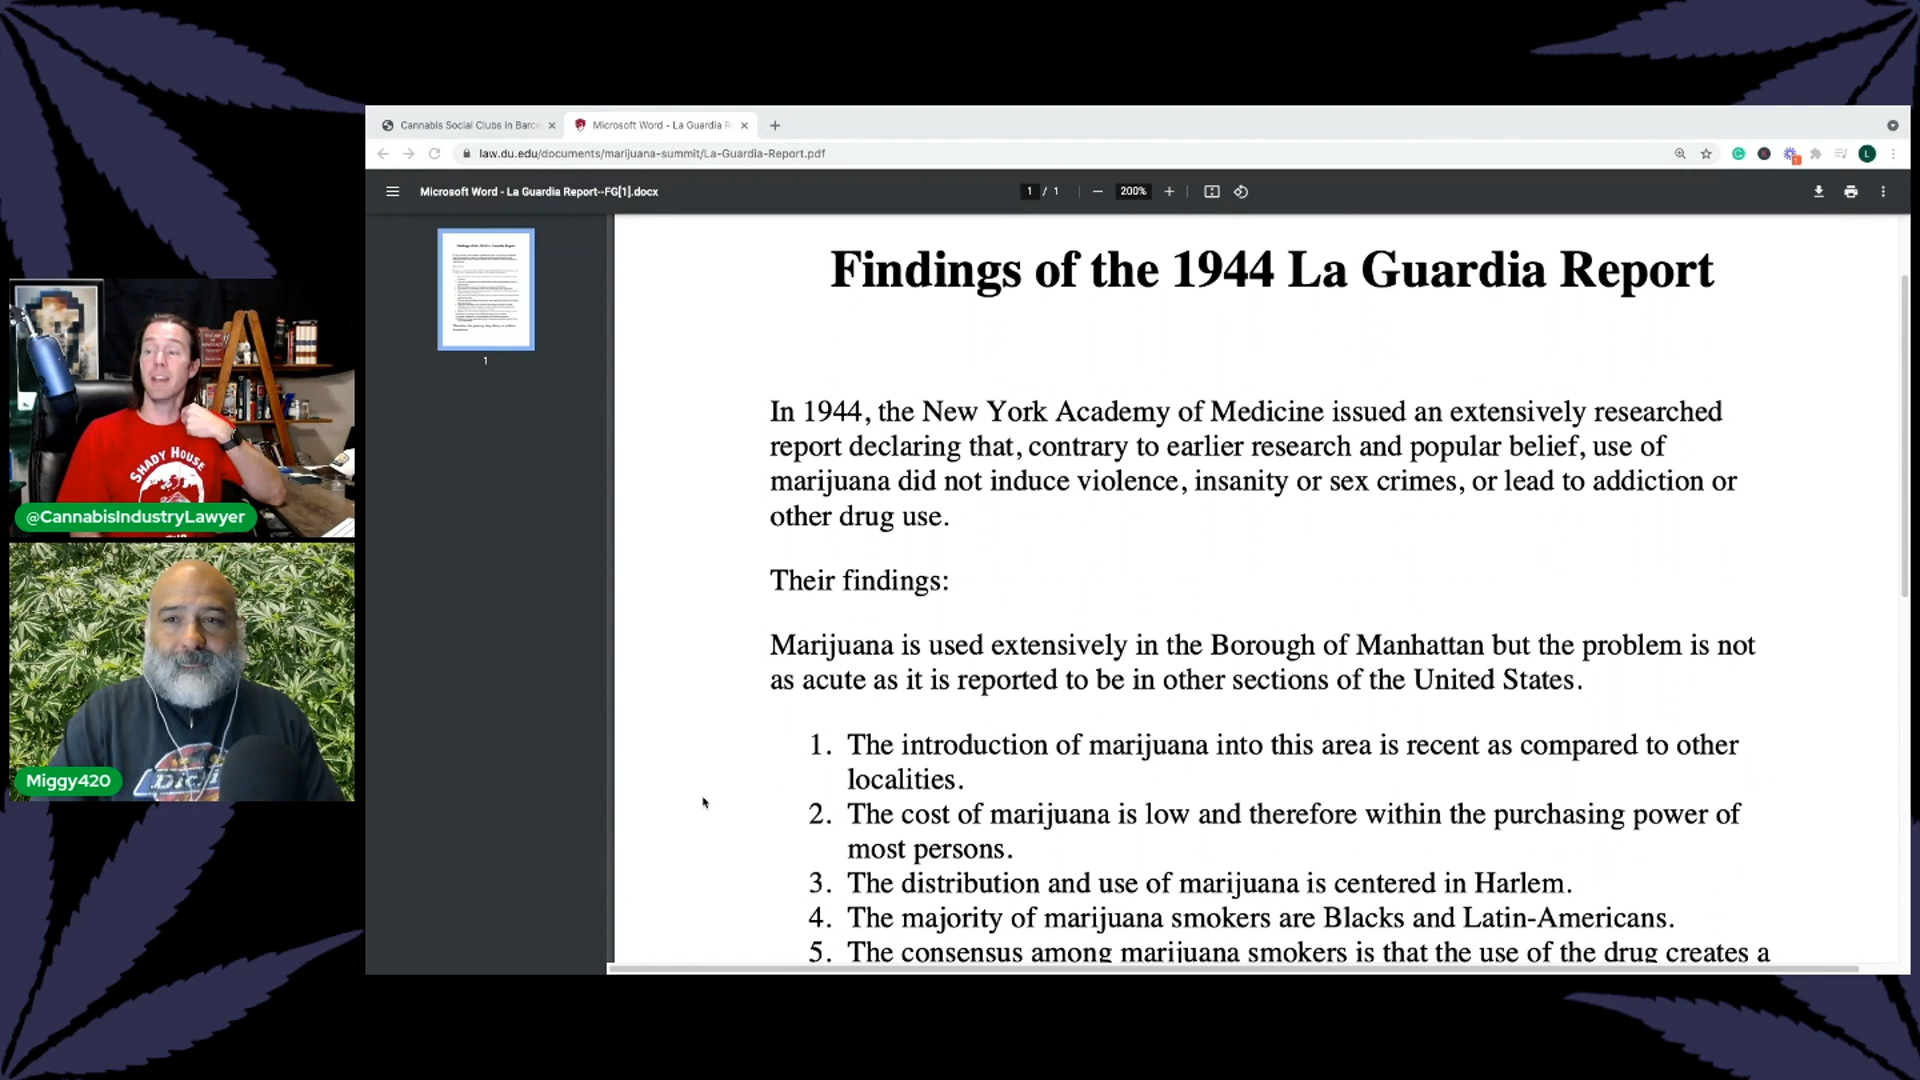 Cannabis Social Clubs in Barce
Microsoft Word - La Guardia R
law.du.edu/documents/marijuana-summit/La-Guardia-Report.pdf
L
Microsoft Word - La Guardia Report--FG[1].docx
1 / 1
200%
1
Findings of the 1944 La Guardia Report
In 1944, the New York Academy of Medicine issued an extensively researched
report declaring that, contrary to earlier research and popular belief, use of
marijuana did not induce violence, insanity or sex crimes, or lead to addiction or
other drug use.
Their findings:
Marijuana is used extensively in the Borough of Manhattan but the problem is not
as acute as it is reported to be in other sections of the United States.
1. The introduction of marijuana into this area is recent as compared to other
localities.
2. The cost of marijuana is low and therefore within the purchasing power of
most persons.
3. The distribution and use of marijuana is centered in Harlem.
4. The majority of marijuana smokers are Blacks and Latin-Americans.
5. The consensus among marijuana smokers is that the use of the drug creates a
SHADY HOUSE
@CannabisIndustryLawyer
Miggy420